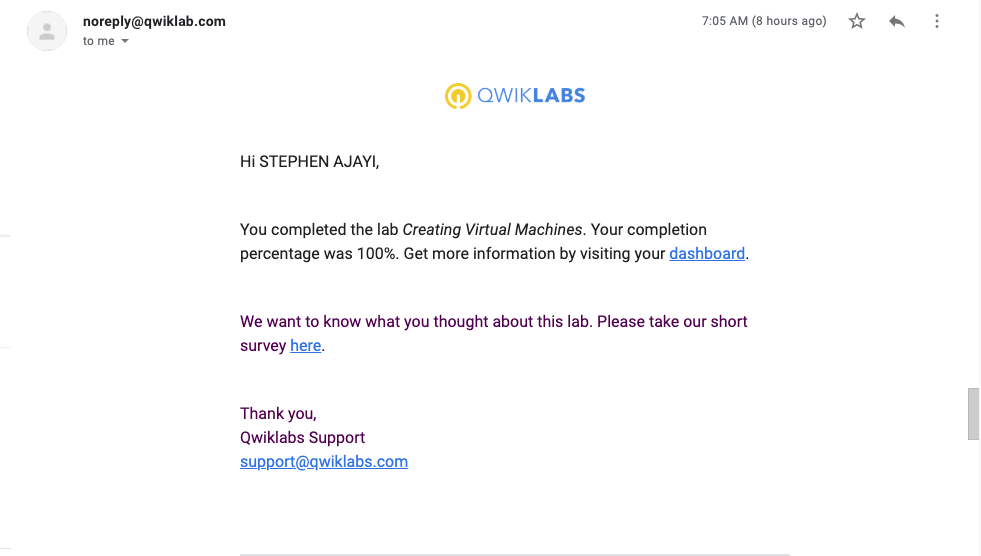 noreply@qwiklab.com
7:05 AM (8 hours ago)
to me
QWIKLABS
Hi STEPHEN AJAYI,
You completed the lab Creating Virtual Machines. Your completion
percentage was 100%. Get more information by visiting your dashboard.
We want to know what you thought about this lab. Please take our short
survey here.
Thank you,
Qwiklabs Support
support@qwiklabs.com